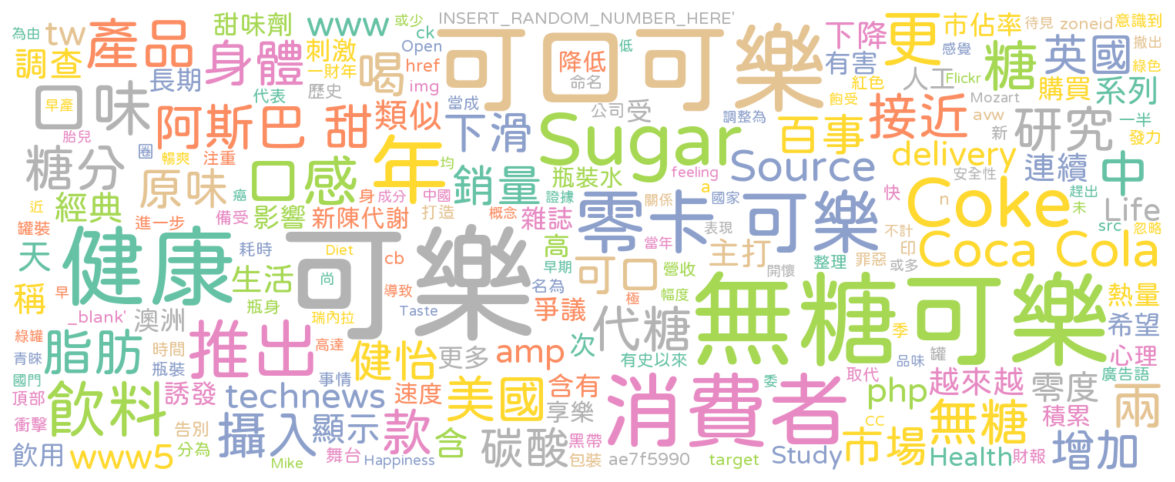 INSERT_RANDOM_NUMBER_HERE'
為由
tw
產品
甜味劑
www
或少
ck
可口可樂
下降
更
市佔率
待見
zoneid
意識到
調查
身體
刺激
喝
Open
降低
低
有害
感覺
糖
英國
撤出
長期
一財年
href
命名
人工
紅色
Flickr
購買
綠色
系列
早產
口味
代表
歷史
img
類似
當成
公司
受
調整為
飽受
Mozart
avw
一半
胎兒
阿斯巴甜
下滑
Sugar
百事
接近
新
研究
發力
糖分
圈
暢爽
注重
年
均
feeling
delivery
安全性
連續
中
趕出
原味
口感
銷量
瓶裝水
Source
快
n
未
癌
身
成分
中國
證據
a
關係
國家
經典
近
罐裝
備受
影響
新陳代謝
打造
概念
雜誌
零卡可樂
表現
不計
Coke
src
忽略
Life
進一步
天
健康
耗時
Diet
可樂
cb
早期
高
可口
主打
營收
開懷
整理
印
罪惡
或多
Coca Cola
稱
早
生活
尚
導致
名為
當年
極
幅度
無糖可樂
熱量
_blank'
澳洲
瓶身
瑞內拉
Taste
爭議
代糖
季
希望
綠罐
脂肪
推出
高達
健怡
更多
amp
次
有史以來
品味
罐
心理
青睞
時間
瓶裝
國門
頂部
飲料
誘發
technews
事情
速度
美國
含有
享樂
消費者
委
取代
php
越來越
零度
廣告語
兩
衝擊
告別
攝入
顯示
款
含
碳酸
黑帶
cc
無糖
積累
飲用
www5
分為
Mike
舞台
Happiness
包裝
ae7f5990
target
Study
市場
Health
財報
增加